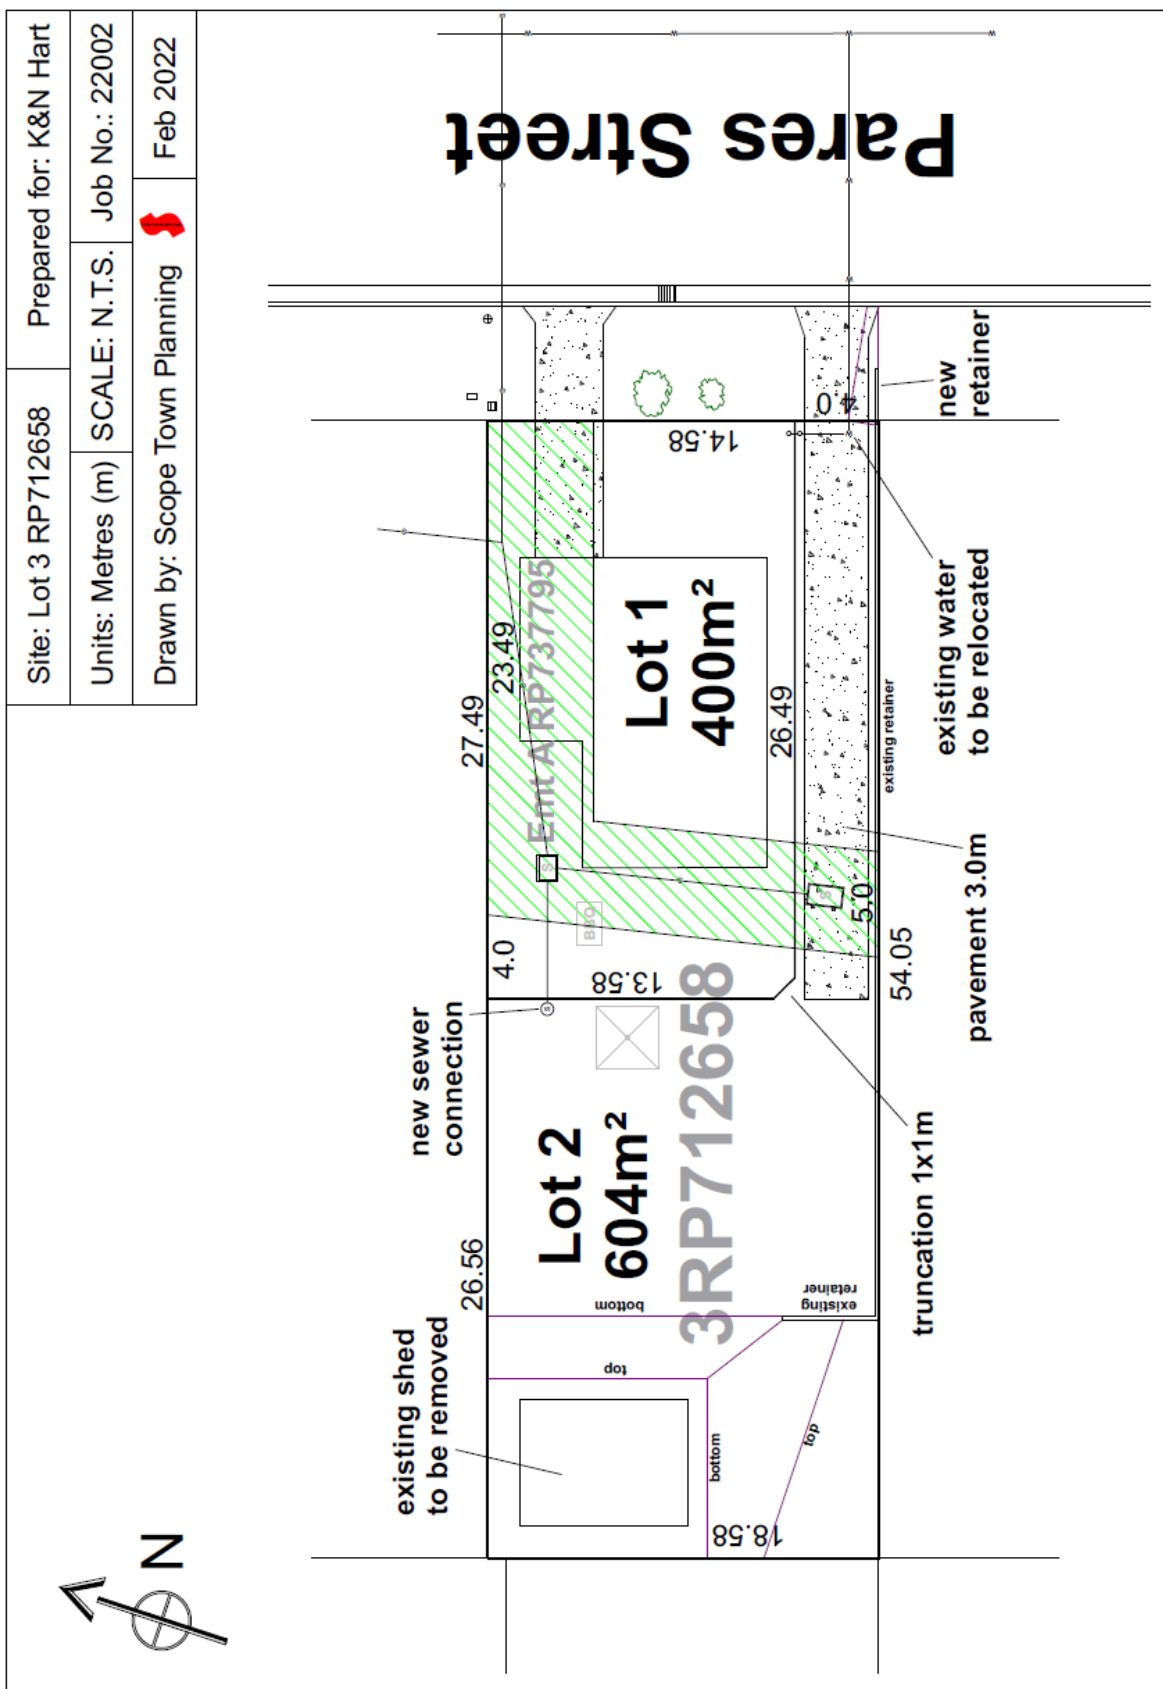 Site: Lot 3 RP712658
Prepared for: K&N Hart
Units: Metres (m)
SCALE: N.T.S.
Job No.: 22002
Drawn by: Scope Town Planning
Feb 2022
N
Pares Street
existing shed
to be removed
new sewer
connection
26.56
27.49
23.49
4.0
Emt A RP737795
Lot 2
604m²
Lot 1
400m²
3RP712658
BBQ
S
S
S
13.58
14.58
26.49
4.0
5.0
54.05
18.58
bottom
top
bottom
top
existing
retainer
existing retainer
truncation 1x1m
pavement 3.0m
existing water
to be relocated
new
retainer